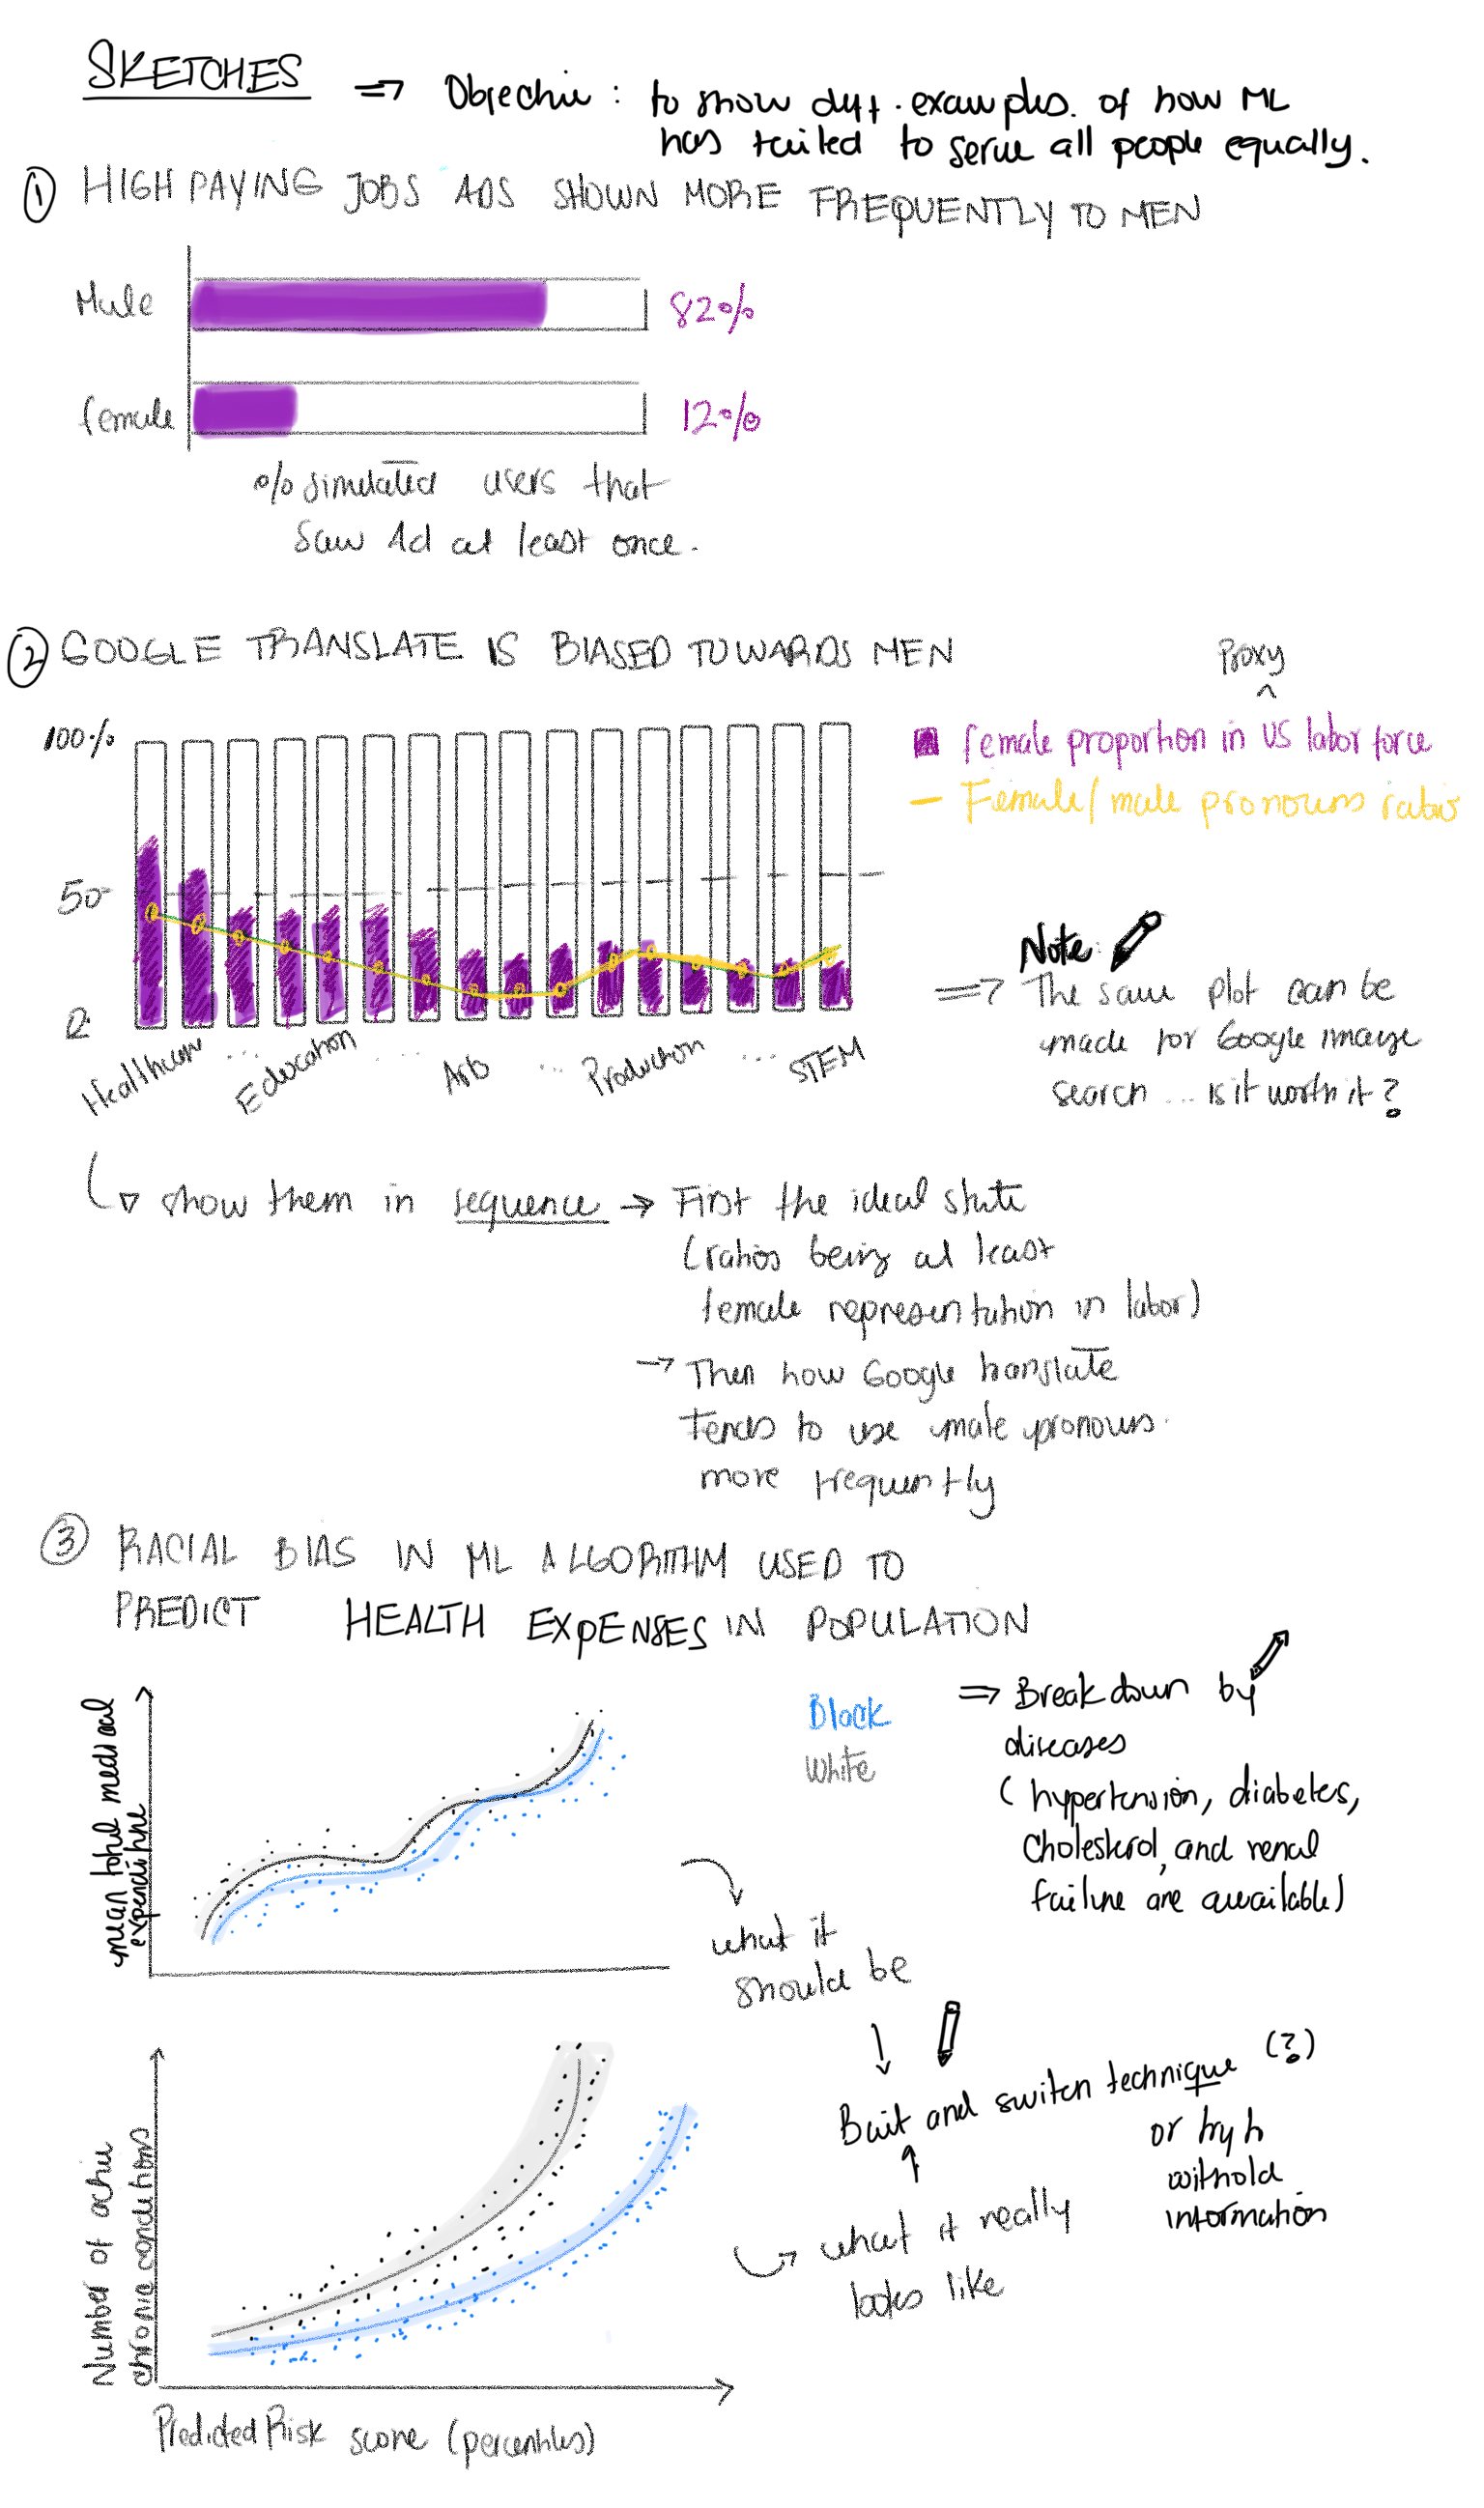 SKETCHES
⇒ Objective: to show diff. examples. of how ML
has failed to serve all people equally.
① HIGH PAYING JOBS ADS SHOWN MORE FREQUENTLY TO MEN
Male
82%
female
12%
% simulated users that
saw Ad at least once.
② GOOGLE TRANSLATE IS BIASED TOWARDS MEN
Proxy
^
100%
female proportion in US labor force
Female/male pronouns ratio
50
Note:
⇒ The same plot can be
made for Google image
search ... is it worth it?
0
Healthcare ... Education ... Arts ... Production ... STEM
show them in sequence → First the ideal state
(ratios being at least
female representation in labor)
→ Then how Google translate
tends to use male pronouns
more frequently
③ RACIAL BIAS IN ML ALGORITHM USED TO
PREDICT HEALTH EXPENSES IN POPULATION
mean total medical
expenditure
Black
White
⇒ Break down by
diseases
(hypertension, diabetes,
cholesterol, and renal
failure are available)
what it
should be
Bait and switch technique (?)
or try to
withold
information
what it really
looks like
Number of active
chronic conditions
Predicted Risk score (percentiles)